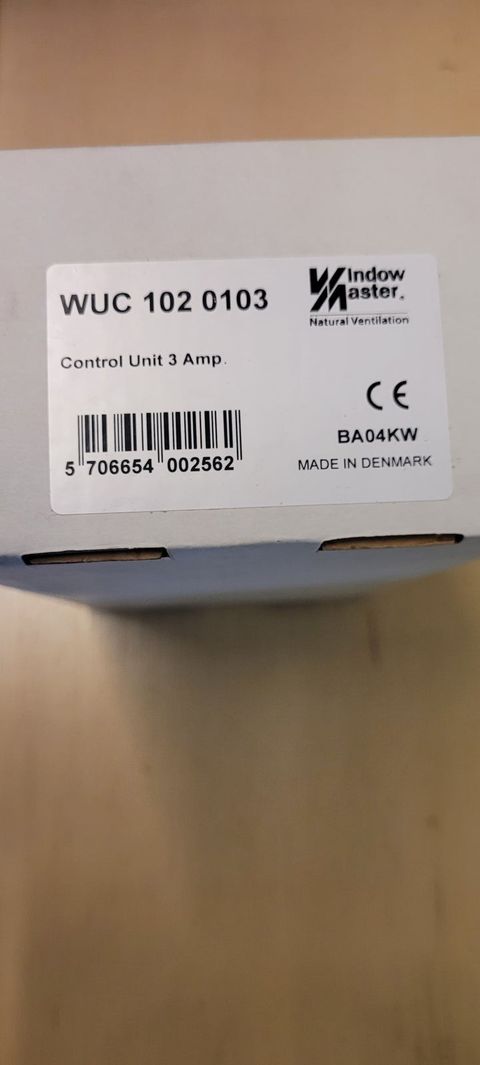 WUC 102 0103
Window
Master®
Natural Ventilation
Control Unit 3 Amp.
CE
BA04KW
5 706654 002562
MADE IN DENMARK